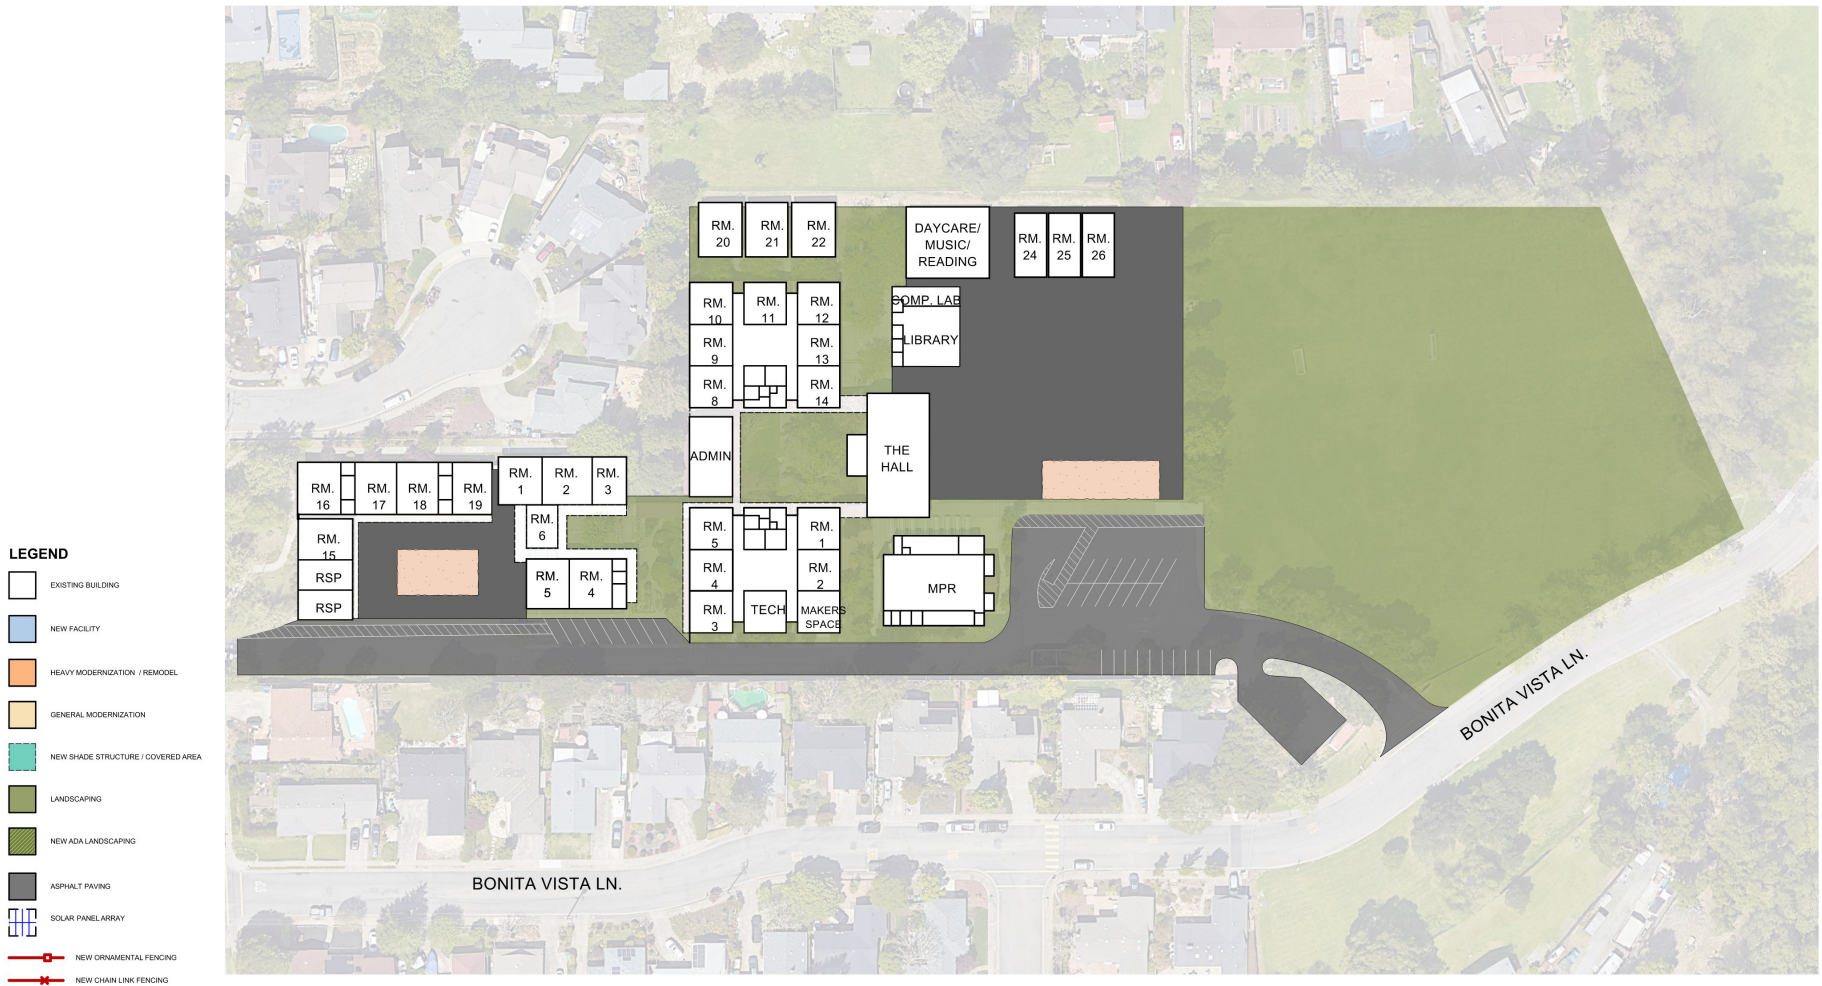 RM.
20
RM.
21
RM.
22
DAYCARE/
MUSIC/
READING
RM.
24
RM.
25
RM.
26
RM.
10
RM.
11
RM.
12
COMP. LAB
LIBRARY
RM.
9
RM.
13
RM.
8
RM.
14
ADMIN
THE
HALL
RM.
16
RM.
17
RM.
18
RM.
19
RM.
1
RM.
2
RM.
3
RM.
6
RM.
15
RSP
RSP
RM.
5
RM.
4
RM.
5
RM.
1
RM.
4
RM.
2
RM.
3
TECH
MAKERS
SPACE
MPR
BONITA VISTA LN.
BONITA VISTA LN.
LEGEND
EXISTING BUILDING
NEW FACILITY
HEAVY MODERNIZATION / REMODEL
GENERAL MODERNIZATION
NEW SHADE STRUCTURE / COVERED AREA
LANDSCAPING
NEW ADA LANDSCAPING
ASPHALT PAVING
SOLAR PANEL ARRAY
NEW ORNAMENTAL FENCING
NEW CHAIN LINK FENCING